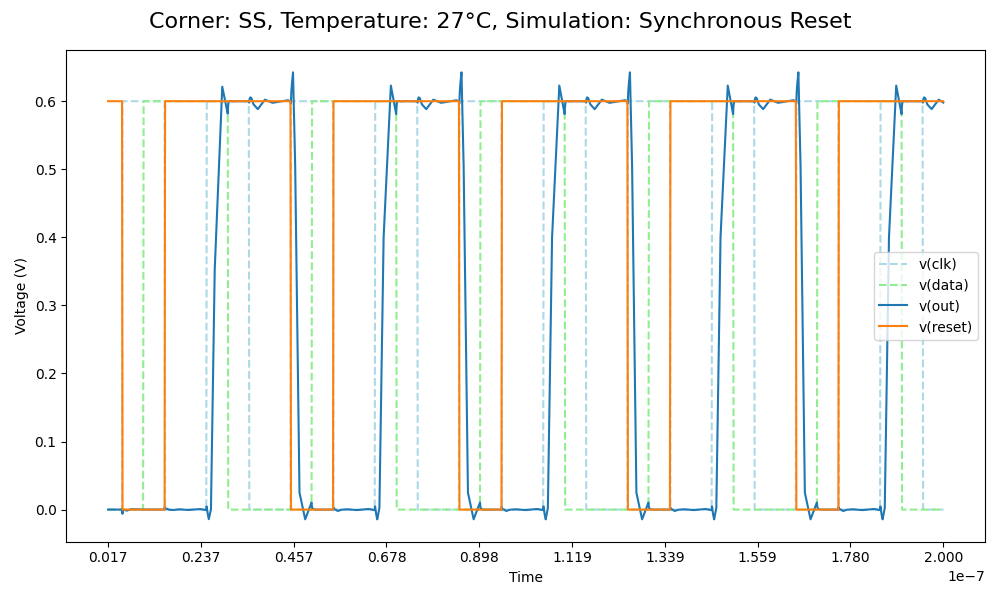 Corner: SS, Temperature: 27°C, Simulation: Synchronous Reset
Voltage (V)
0.6
0.5
0.4
0.3
0.2
0.1
0.0
v(clk)
v(data)
v(out)
v(reset)
0.017 0.237 0.457 0.678 0.898 1.119 1.339 1.559 1.780 2.000
1e−7
Time